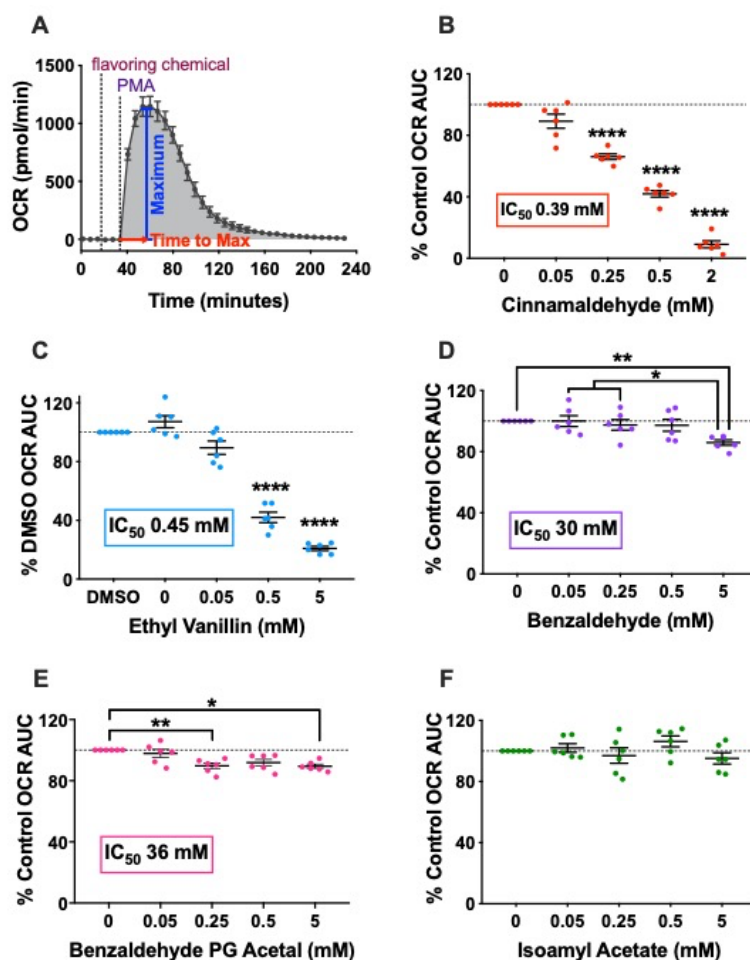 A
flavoring chemical
PMA
1500
1000
500
0
OCR (pmol/min)
Maximum
Time to Max
0 40 80 120 160 200 240
Time (minutes)
B
% Control OCR AUC
120
80
40
0
****
****
****
IC50 0.39 mM
0 0.05 0.25 0.5 2
Cinnamaldehyde (mM)
C
% DMSO OCR AUC
120
80
40
0
****
****
IC50 0.45 mM
DMSO 0 0.05 0.5 5
Ethyl Vanillin (mM)
D
% Control OCR AUC
120
80
40
0
**
*
IC50 30 mM
0 0.05 0.25 0.5 5
Benzaldehyde (mM)
E
% Control OCR AUC
120
80
40
0
*
**
IC50 36 mM
0 0.05 0.25 0.5 5
Benzaldehyde PG Acetal (mM)
F
% Control OCR AUC
120
80
40
0
0 0.05 0.25 0.5 5
Isoamyl Acetate (mM)